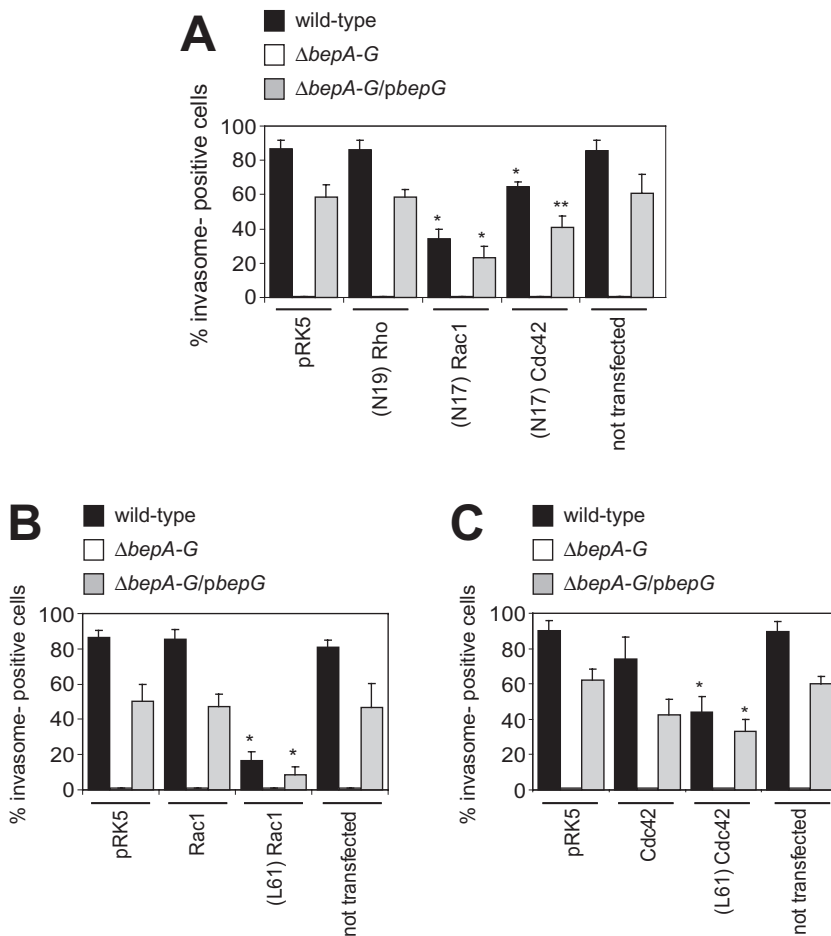 A
wild-type
ΔbepA-G
ΔbepA-G/pbepG
% invasome- positive cells
100
80
60
40
20
0
* * * * **
pRK5
(N19) Rho
(N17) Rac1
(N17) Cdc42
not transfected
B
wild-type
ΔbepA-G
ΔbepA-G/pbepG
% invasome- positive cells
100
80
60
40
20
0
* *
pRK5
Rac1
(L61) Rac1
not transfected
C
wild-type
ΔbepA-G
ΔbepA-G/pbepG
% invasome- positive cells
100
80
60
40
20
0
* *
pRK5
Cdc42
(L61) Cdc42
not transfected